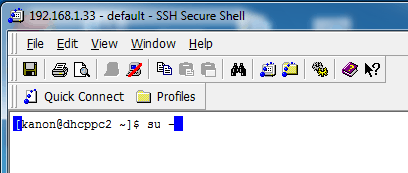 192.168.1.33 - default - SSH Secure Shell
File Edit View Window Help
Quick Connect Profiles
[kanon@dhcppc2 ~]$ su -